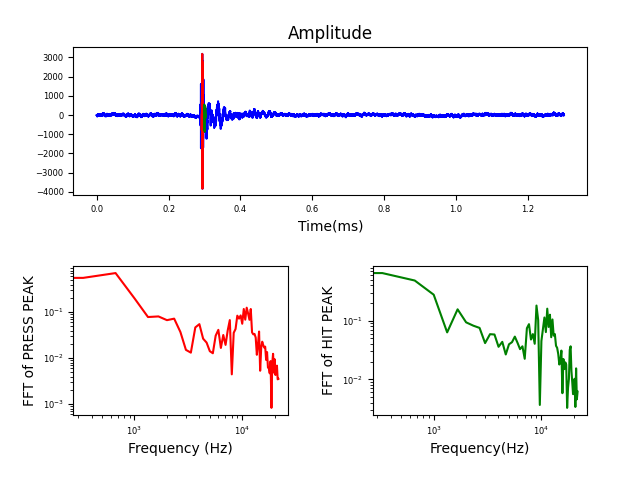 Amplitude
3000
2000
1000
0
−1000
−2000
−3000
−4000
0.0 0.2 0.4 0.6 0.8 1.0 1.2
Time(ms)
FFT of PRESS PEAK
10⁻¹
10⁻²
10⁻³
10³ 10⁴
Frequency (Hz)
FFT of HIT PEAK
10⁻¹
10⁻²
10³ 10⁴
Frequency(Hz)